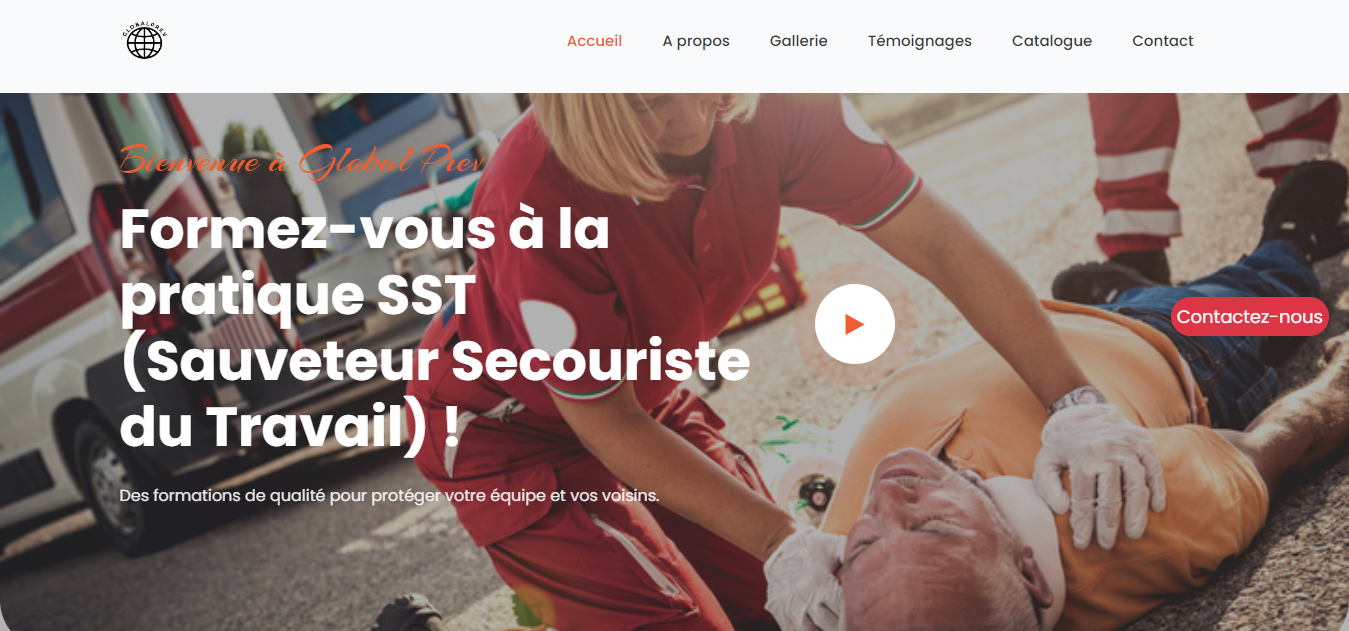 GLOBALPREV
Accueil
A propos
Gallerie
Témoignages
Catalogue
Contact
Bienvenue à Global Prev
Formez-vous à la
pratique SST
(Sauveteur Secouriste
du Travail) !
Contactez-nous
Des formations de qualité pour protéger votre équipe et vos voisins.